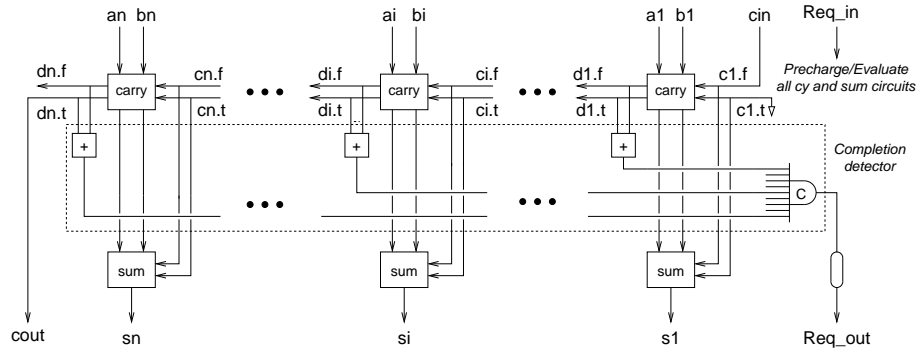 an bn ai bi a1 b1 cin Req_in
dn.f cn.f di.f ci.f d1.f c1.f Precharge/Evaluate
carry carry carry all cy and sum circuits
dn.t cn.t di.t ci.t d1.t c1.t
+ + + Completion
detector
C
sum sum sum
cout sn si s1 Req_out